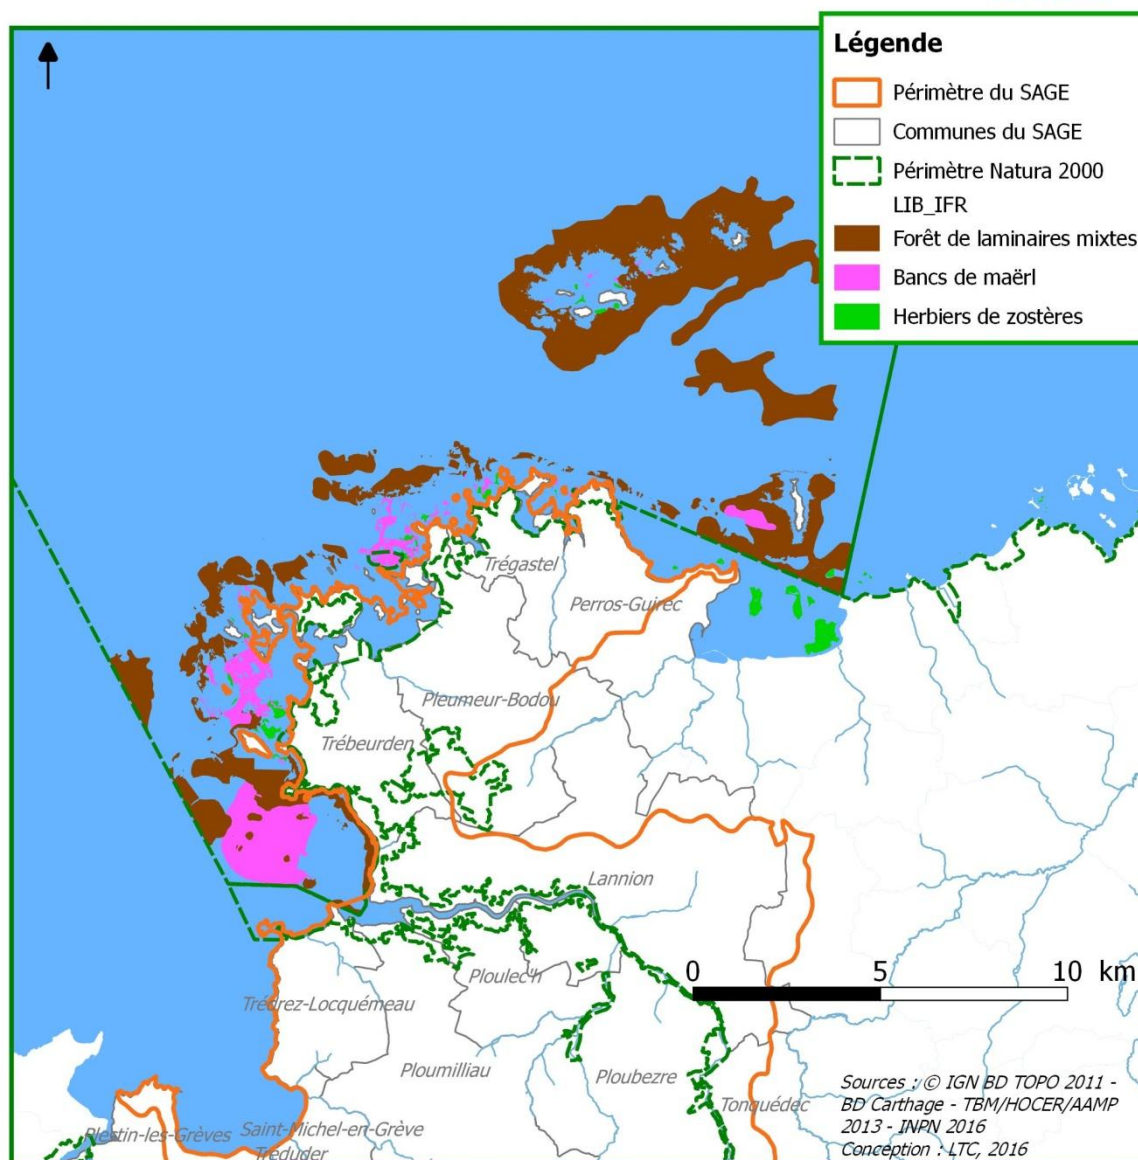 Légende
Périmètre du SAGE
Communes du SAGE
Périmètre Natura 2000
LIB_IFR
Forêt de laminaires mixtes
Bancs de maërl
Herbiers de zostères
Trégastel
Perros-Guirec
Pleumeur-Bodou
Trébeurden
Lannion
Ploulec'h
Trédrez-Locquémeau
0 5 10 km
Ploumilliau
Ploubezre
Tonquédec
Plestin-les-Grèves
Saint-Michel-en-Grève
Tréduder
Sources : © IGN BD TOPO 2011 -
BD Carthage - TBM/HOCER/AAMP
2013 - INPN 2016
Conception : LTC, 2016